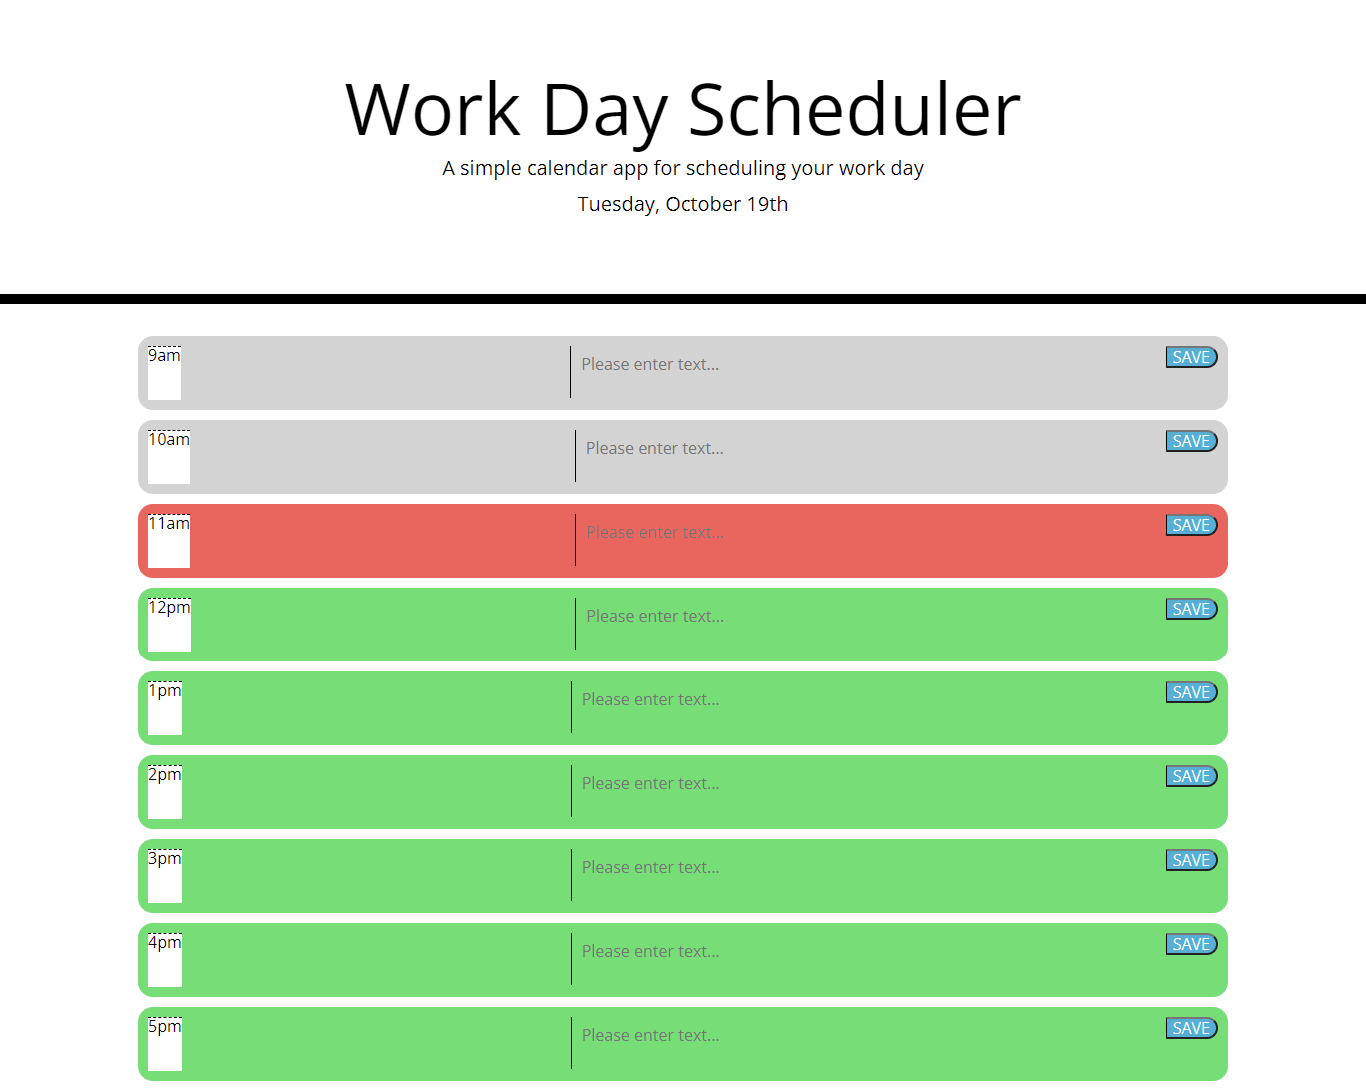 Work Day Scheduler
A simple calendar app for scheduling your work day
Tuesday, October 19th
9am Please enter text... SAVE
10am Please enter text... SAVE
11am Please enter text... SAVE
12pm Please enter text... SAVE
1pm Please enter text... SAVE
2pm Please enter text... SAVE
3pm Please enter text... SAVE
4pm Please enter text... SAVE
5pm Please enter text... SAVE